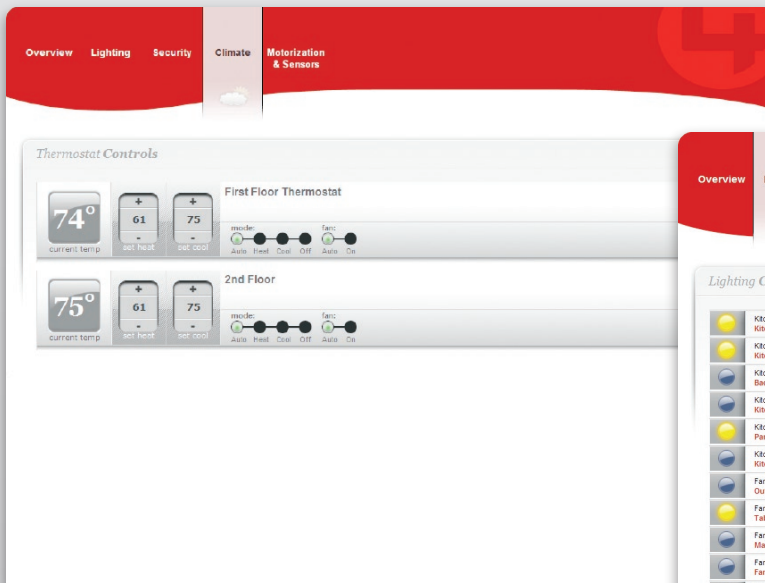 Overview Lighting Security Climate Motorization
& Sensors
Thermostat Controls
First Floor Thermostat
74°
current temp
+
61
-
set heat
+
75
-
set cool
mode: fan:
Auto Heat Cool Off Auto On
2nd Floor
75°
current temp
+
61
-
set heat
+
75
-
set cool
mode: fan:
Auto Heat Cool Off Auto On
Overview
Lighting